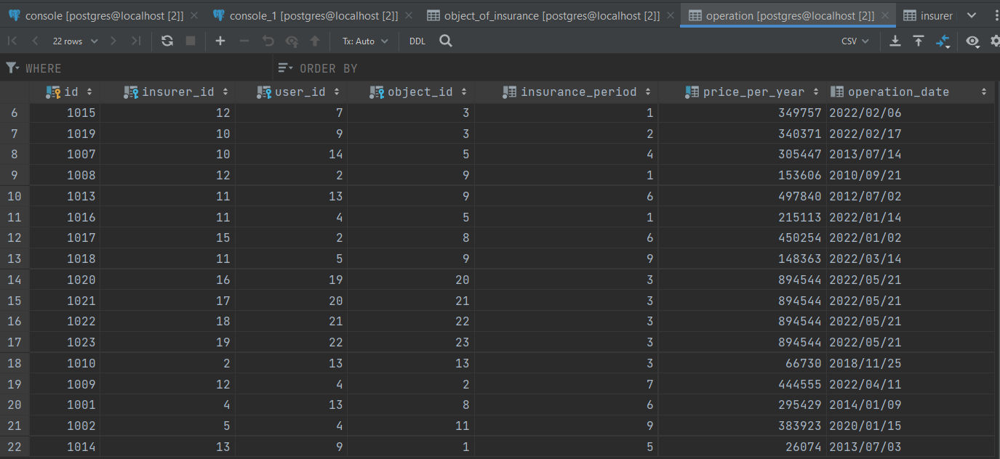 console [postgres@localhost [2]] console_1 [postgres@localhost [2]] object_of_insurance [postgres@localhost [2]] operation [postgres@localhost [2]] insurer
22 rows Tx: Auto DDL CSV
WHERE ORDER BY
id insurer_id user_id object_id insurance_period price_per_year operation_date
6 1015 12 7 3 1 349757 2022/02/06
7 1019 10 9 3 2 340371 2022/02/17
8 1007 10 14 5 4 305447 2013/07/14
9 1008 12 2 9 1 153606 2010/09/21
10 1013 11 13 9 6 497840 2012/07/02
11 1016 11 4 5 1 215113 2022/01/14
12 1017 15 2 8 6 450254 2022/01/02
13 1018 11 5 9 9 148363 2022/03/14
14 1020 16 19 20 3 894544 2022/05/21
15 1021 17 20 21 3 894544 2022/05/21
16 1022 18 21 22 3 894544 2022/05/21
17 1023 19 22 23 3 894544 2022/05/21
18 1010 2 13 13 3 66730 2018/11/25
19 1009 12 4 2 7 444555 2022/04/11
20 1001 4 13 8 6 295429 2014/01/09
21 1002 5 4 11 9 383923 2020/01/15
22 1014 13 9 1 5 26074 2013/07/03